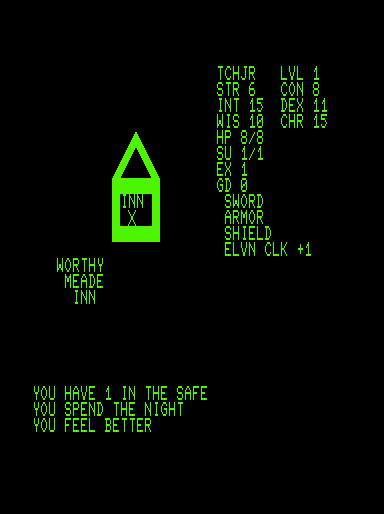 TCHJR LVL 1
STR 6 CON 8
INT 15 DEX 11
WIS 10 CHR 15
HP 8/8
SU 1/1
EX 1
GD 0
SWORD
ARMOR
SHIELD
ELVN CLK +1
INN
X
WORTHY
MEADE
INN
YOU HAVE 1 IN THE SAFE
YOU SPEND THE NIGHT
YOU FEEL BETTER